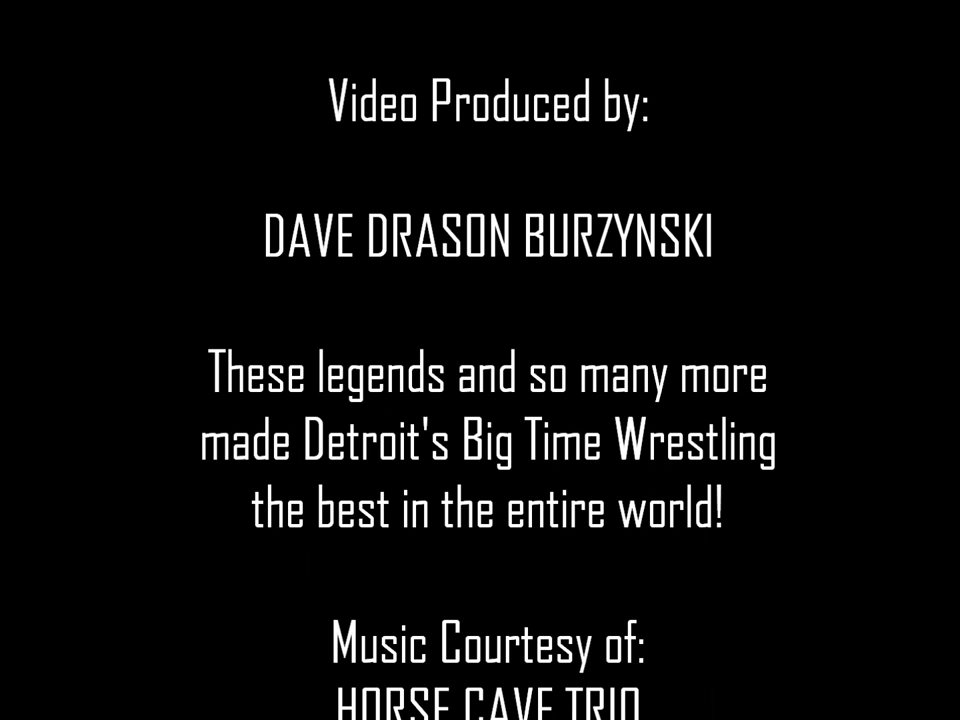 Video Produced by:
DAVE DRASON BURZYNSKI
These legends and so many more
made Detroit's Big Time Wrestling
the best in the entire world!
Music Courtesy of:
HORSE CAVE TRIO